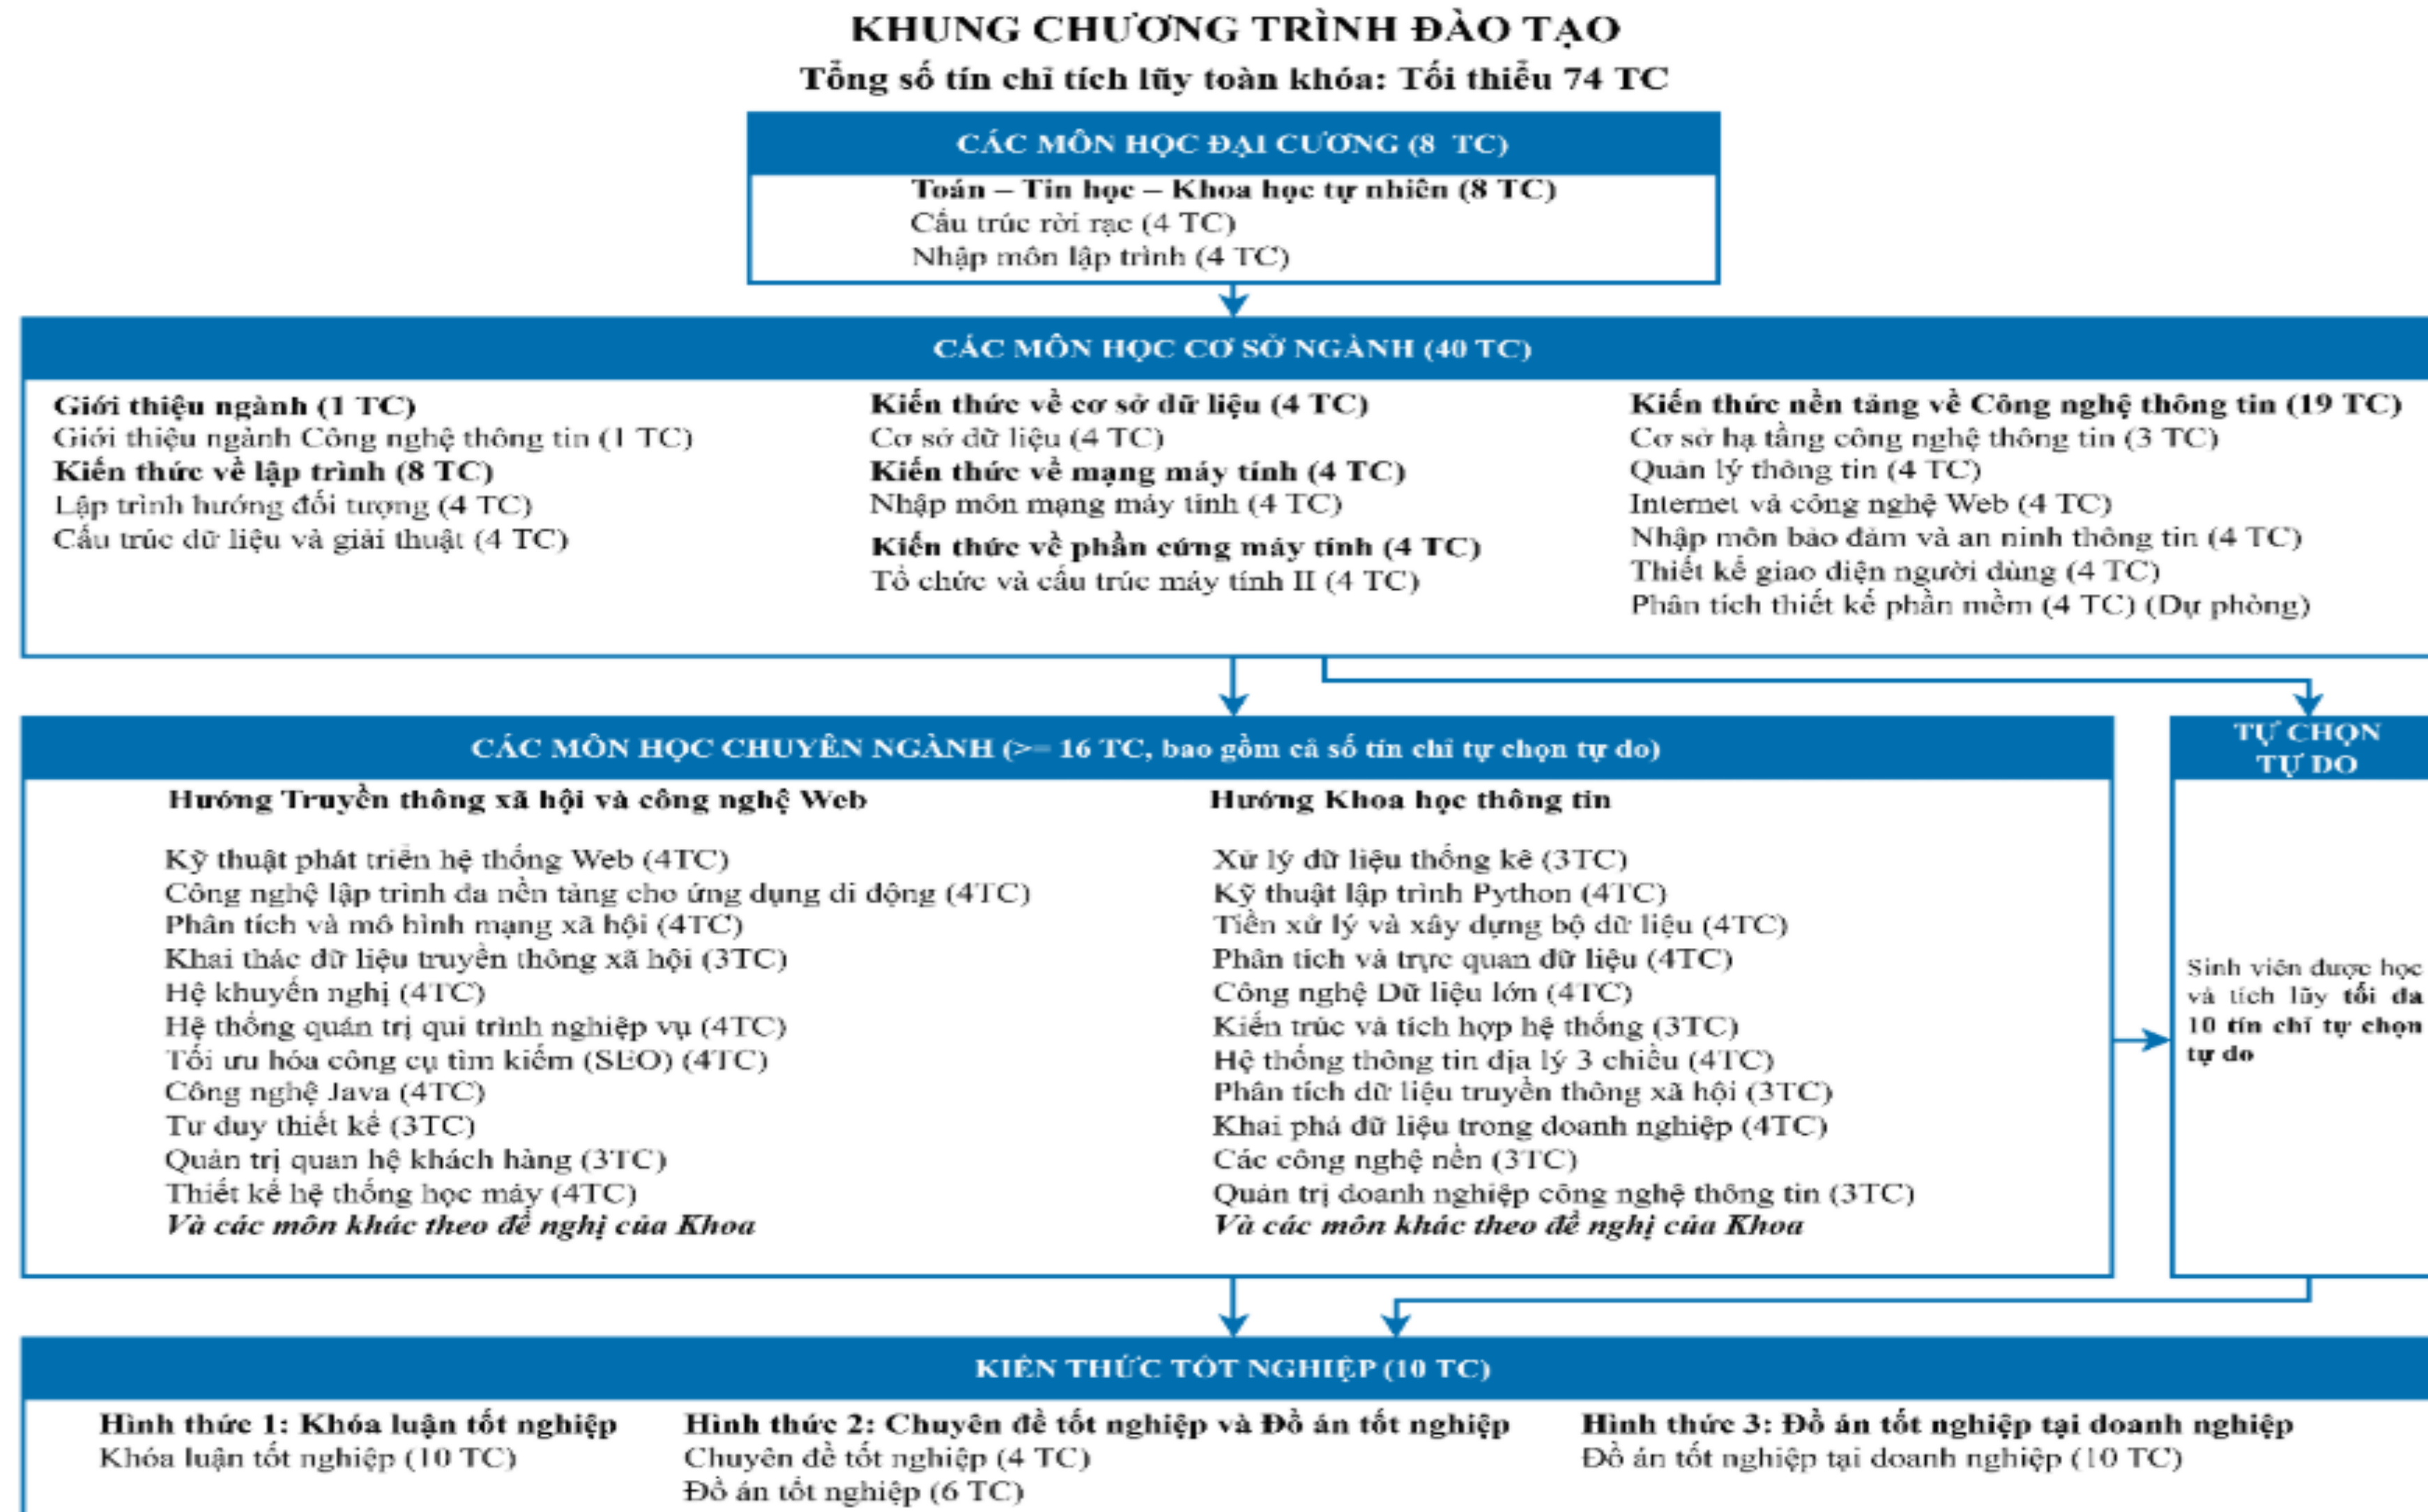 KHUNG CHƯƠNG TRÌNH ĐÀO TẠO
Tổng số tín chỉ tích lũy toàn khóa: Tối thiểu 74 TC
CÁC MÔN HỌC ĐẠI CƯƠNG (8 TC)
Toán – Tin học – Khoa học tự nhiên (8 TC)
Cấu trúc rời rạc (4 TC)
Nhập môn lập trình (4 TC)
CÁC MÔN HỌC CƠ SỞ NGÀNH (40 TC)
Giới thiệu ngành (1 TC)
Giới thiệu ngành Công nghệ thông tin (1 TC)
Kiến thức về lập trình (8 TC)
Lập trình hướng đối tượng (4 TC)
Cấu trúc dữ liệu và giải thuật (4 TC)
Kiến thức về cơ sở dữ liệu (4 TC)
Cơ sở dữ liệu (4 TC)
Kiến thức về mạng máy tính (4 TC)
Nhập môn mạng máy tính (4 TC)
Kiến thức về phần cứng máy tính (4 TC)
Tổ chức và cấu trúc máy tính II (4 TC)
Kiến thức nền tảng về Công nghệ thông tin (19 TC)
Cơ sở hạ tầng công nghệ thông tin (3 TC)
Quản lý thông tin (4 TC)
Internet và công nghệ Web (4 TC)
Nhập môn bảo đảm và an ninh thông tin (4 TC)
Thiết kế giao diện người dùng (4 TC)
Phân tích thiết kế phần mềm (4 TC) (Dự phòng)
CÁC MÔN HỌC CHUYÊN NGÀNH (>= 16 TC, bao gồm cả số tín chỉ tự chọn tự do)
Hướng Truyền thông xã hội và công nghệ Web
Kỹ thuật phát triển hệ thống Web (4TC)
Công nghệ lập trình đa nền tảng cho ứng dụng di động (4TC)
Phân tích và mô hình mạng xã hội (4TC)
Khai thác dữ liệu truyền thông xã hội (3TC)
Hệ khuyến nghị (4TC)
Hệ thống quản trị qui trình nghiệp vụ (4TC)
Tối ưu hóa công cụ tìm kiếm (SEO) (4TC)
Công nghệ Java (4TC)
Tư duy thiết kế (3TC)
Quản trị quan hệ khách hàng (3TC)
Thiết kế hệ thống học máy (4TC)
Và các môn khác theo đề nghị của Khoa
Hướng Khoa học thông tin
Xử lý dữ liệu thống kê (3TC)
Kỹ thuật lập trình Python (4TC)
Tiền xử lý và xây dựng bộ dữ liệu (4TC)
Phân tích và trực quan dữ liệu (4TC)
Công nghệ Dữ liệu lớn (4TC)
Kiến trúc và tích hợp hệ thống (3TC)
Hệ thống thông tin địa lý 3 chiều (4TC)
Phân tích dữ liệu truyền thông xã hội (3TC)
Khai phá dữ liệu trong doanh nghiệp (4TC)
Các công nghệ nền (3TC)
Quản trị doanh nghiệp công nghệ thông tin (3TC)
Và các môn khác theo đề nghị của Khoa
TỰ CHỌN
TỰ DO
Sinh viên được học
và tích lũy tối đa
10 tín chỉ tự chọn
tự do
KIẾN THỨC TỐT NGHIỆP (10 TC)
Hình thức 1: Khóa luận tốt nghiệp
Khóa luận tốt nghiệp (10 TC)
Hình thức 2: Chuyên đề tốt nghiệp và Đồ án tốt nghiệp
Chuyên đề tốt nghiệp (4 TC)
Đồ án tốt nghiệp (6 TC)
Hình thức 3: Đồ án tốt nghiệp tại doanh nghiệp
Đồ án tốt nghiệp tại doanh nghiệp (10 TC)